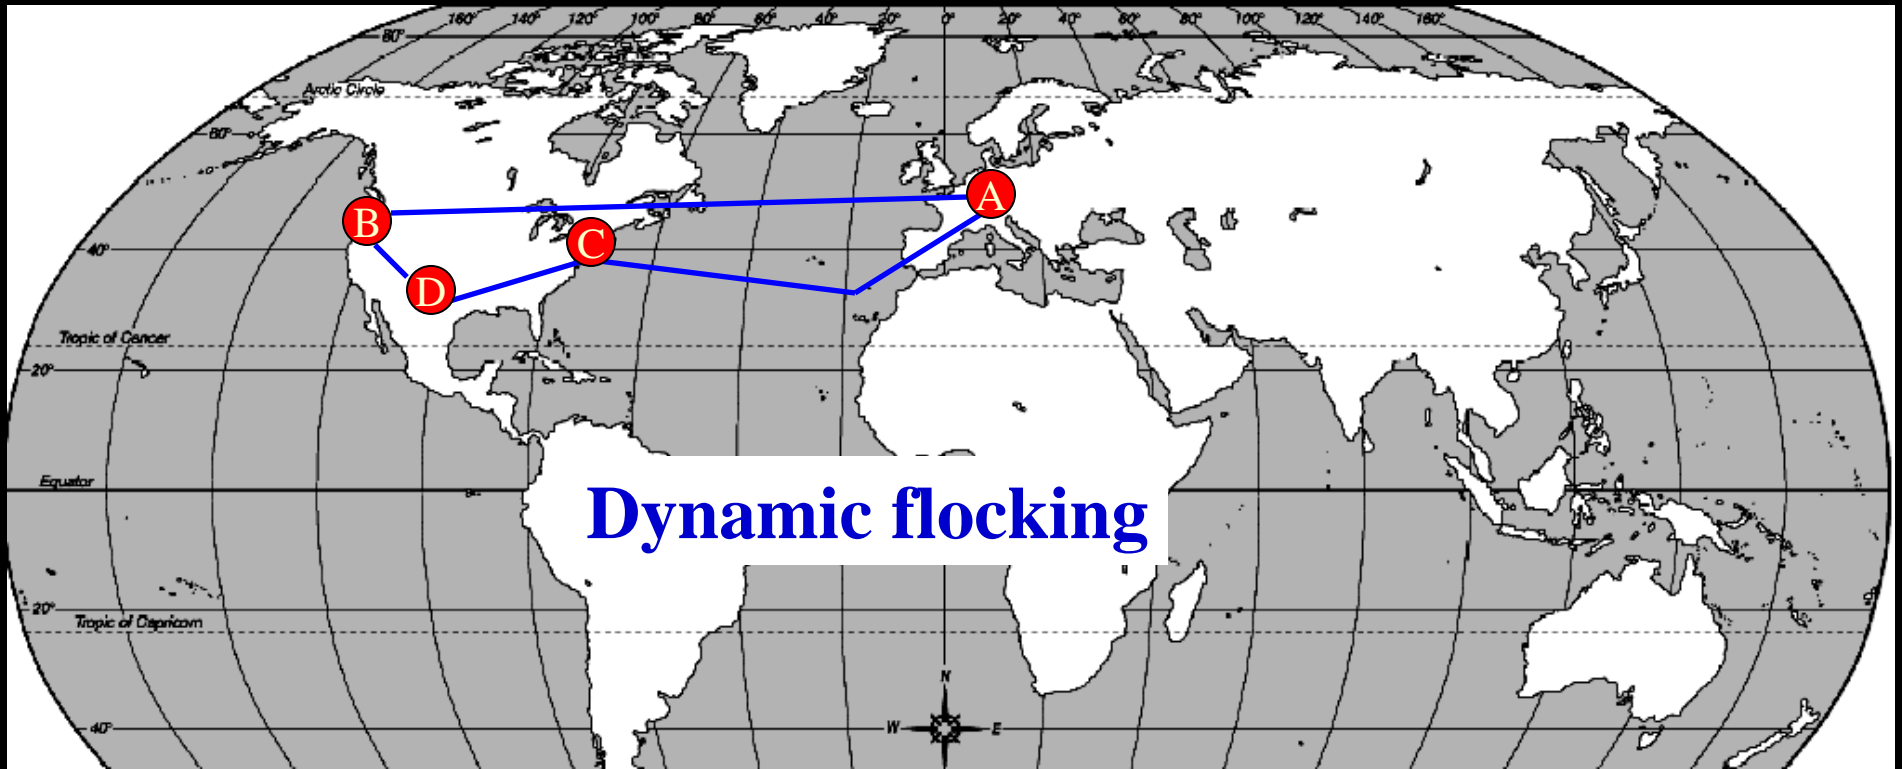 160° 140° 120° 100° 80° 60° 40° 20° 0° 20° 40° 60° 80° 100° 120° 140° 160°
80°
Arctic Circle
60°
A
B
C
40°
D
Tropic of Cancer
20°
Equator
Dynamic flocking
20°
Tropic of Capricorn
N
40°
W E